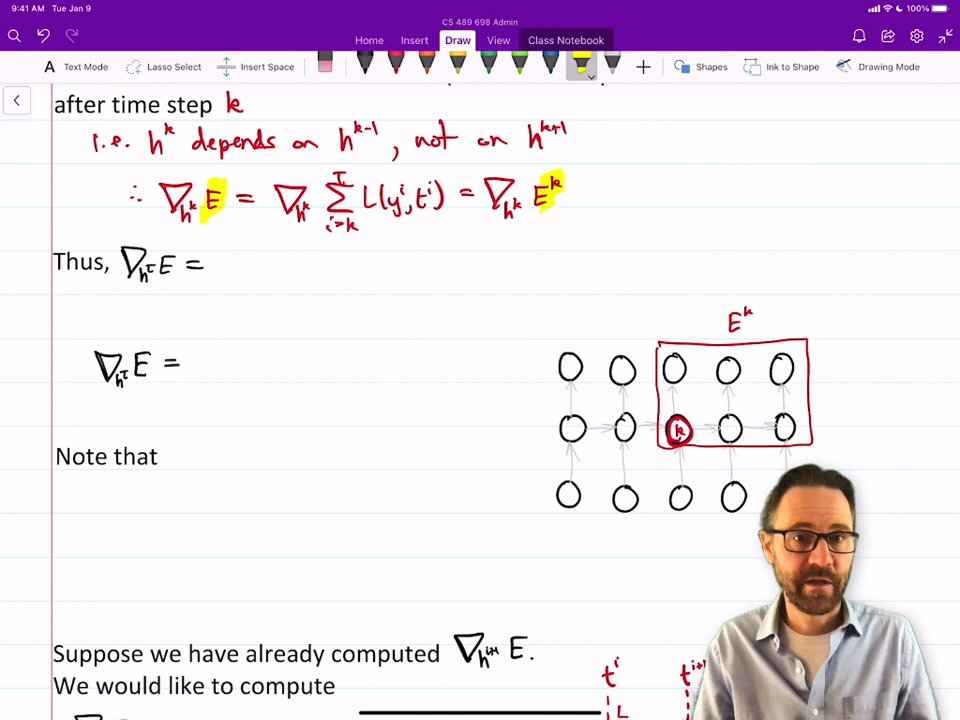 9:41 AM Tue Jan 9
100%
CS 489 698 Admin
Home Insert Draw View Class Notebook
A Text Mode Lasso Select Insert Space Shapes Ink to Shape Drawing Mode
after time step k
i.e. h^k depends on h^{k-1}, not on h^{k+1}
∴ ∇_{h^k} E = ∇_{h^k} Σ_{i=k}^{τ} L(y^i, t^i) = ∇_{h^k} E^k
Thus, ∇_{h^τ} E =
E^k
∇_{h^τ} E =
k
Note that
Suppose we have already computed ∇_{h^{i+1}} E.
t^i t^{i+1}
We would like to compute
L